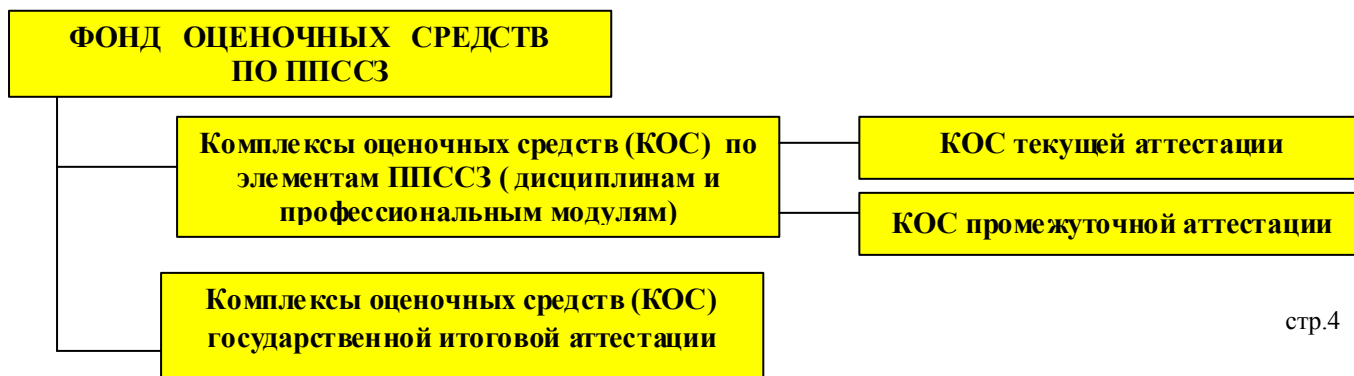 ФОНД ОЦЕНОЧНЫХ СРЕДСТВ
ПО ППССЗ
Комплексы оценочных средств (КОС) по
элементам ППССЗ ( дисциплинам и
профессиональным модулям)
КОС текущей аттестации
КОС промежуточной аттестации
Комплексы оценочных средств (КОС)
государственной итоговой аттестации
стр.4